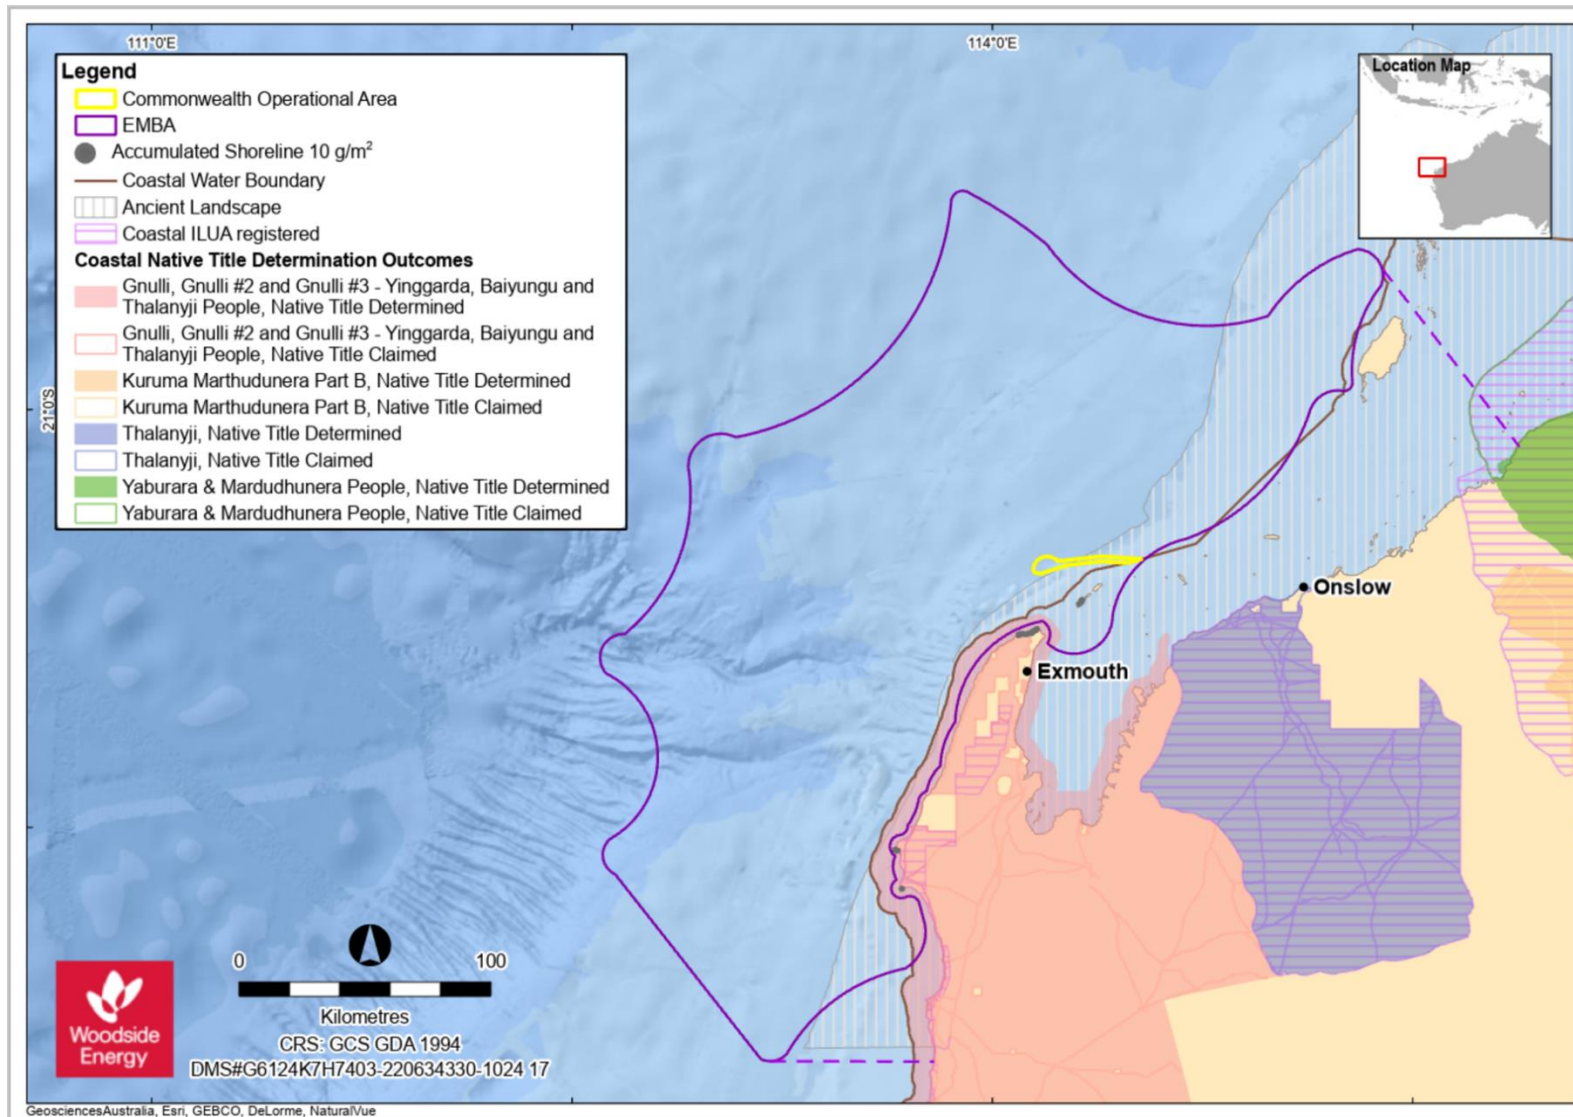 111°0'E
114°0'E
21°0'S
Legend
Commonwealth Operational Area
EMBA
Accumulated Shoreline 10 g/m²
Coastal Water Boundary
Ancient Landscape
Coastal ILUA registered
Coastal Native Title Determination Outcomes
Gnulli, Gnulli #2 and Gnulli #3 - Yinggarda, Baiyungu and
Thalanyji People, Native Title Determined
Gnulli, Gnulli #2 and Gnulli #3 - Yinggarda, Baiyungu and
Thalanyji People, Native Title Claimed
Kuruma Marthudunera Part B, Native Title Determined
Kuruma Marthudunera Part B, Native Title Claimed
Thalanyji, Native Title Determined
Thalanyji, Native Title Claimed
Yaburara & Mardudhunera People, Native Title Determined
Yaburara & Mardudhunera People, Native Title Claimed
Location Map
Onslow
Exmouth
0 100
Kilometres
CRS: GCS GDA 1994
DMS#G6124K7H7403-220634330-1024 17
Woodside
Energy
GeosciencesAustralia, Esri, GEBCO, DeLorme, NaturalVue